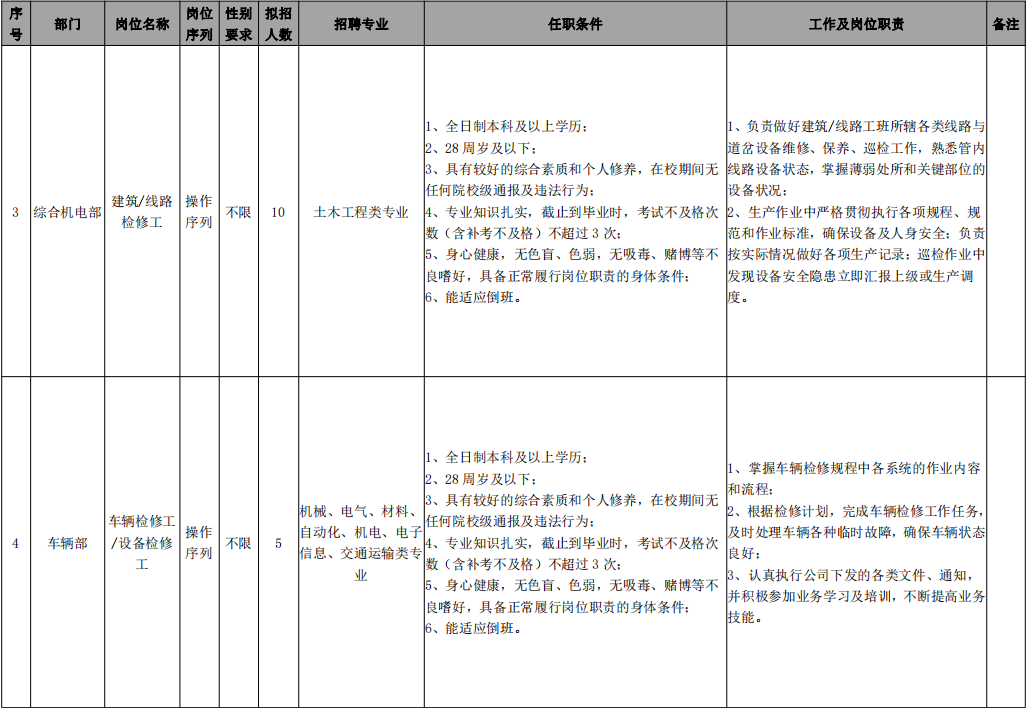 序号 部门 岗位名称 岗位序列 性别要求 拟招人数 招聘专业 任职条件 工作及岗位职责 备注
3
综合机电部
建筑/线路
检修工
操作
序列
不限
10
土木工程类专业
1、全日制本科及以上学历；
2、28 周岁及以下；
3、具有较好的综合素质和个人修养，在校期间无
任何院校级通报及违法行为；
4、专业知识扎实，截止到毕业时，考试不及格次
数（含补考不及格）不超过 3 次；
5、身心健康，无色盲、色弱，无吸毒、赌博等不
良嗜好，具备正常履行岗位职责的身体条件；
6、能适应倒班。
1、负责做好建筑/线路工班所辖各类线路与
道岔设备维修、保养、巡检工作，熟悉管内
线路设备状态，掌握薄弱处所和关键部位的
设备状况；
2、生产作业中严格贯彻执行各项规程、规
范和作业标准，确保设备及人身安全；负责
按实际情况做好各项生产记录；巡检作业中
发现设备安全隐患立即汇报上级或生产调
度。
4
车辆部
车辆检修工
/设备检修
工
操作
序列
不限
5
机械、电气、材料、
自动化、机电、电子
信息、交通运输类专
业
1、全日制本科及以上学历；
2、28 周岁及以下；
3、具有较好的综合素质和个人修养，在校期间无
任何院校级通报及违法行为；
4、专业知识扎实，截止到毕业时，考试不及格次
数（含补考不及格）不超过 3 次；
5、身心健康，无色盲、色弱，无吸毒、赌博等不
良嗜好，具备正常履行岗位职责的身体条件；
6、能适应倒班。
1、掌握车辆检修规程中各系统的作业内容
和流程；
2、根据检修计划，完成车辆检修工作任务，
及时处理车辆各种临时故障，确保车辆状态
良好；
3、认真执行公司下发的各类文件、通知，
并积极参加业务学习及培训，不断提高业务
技能。